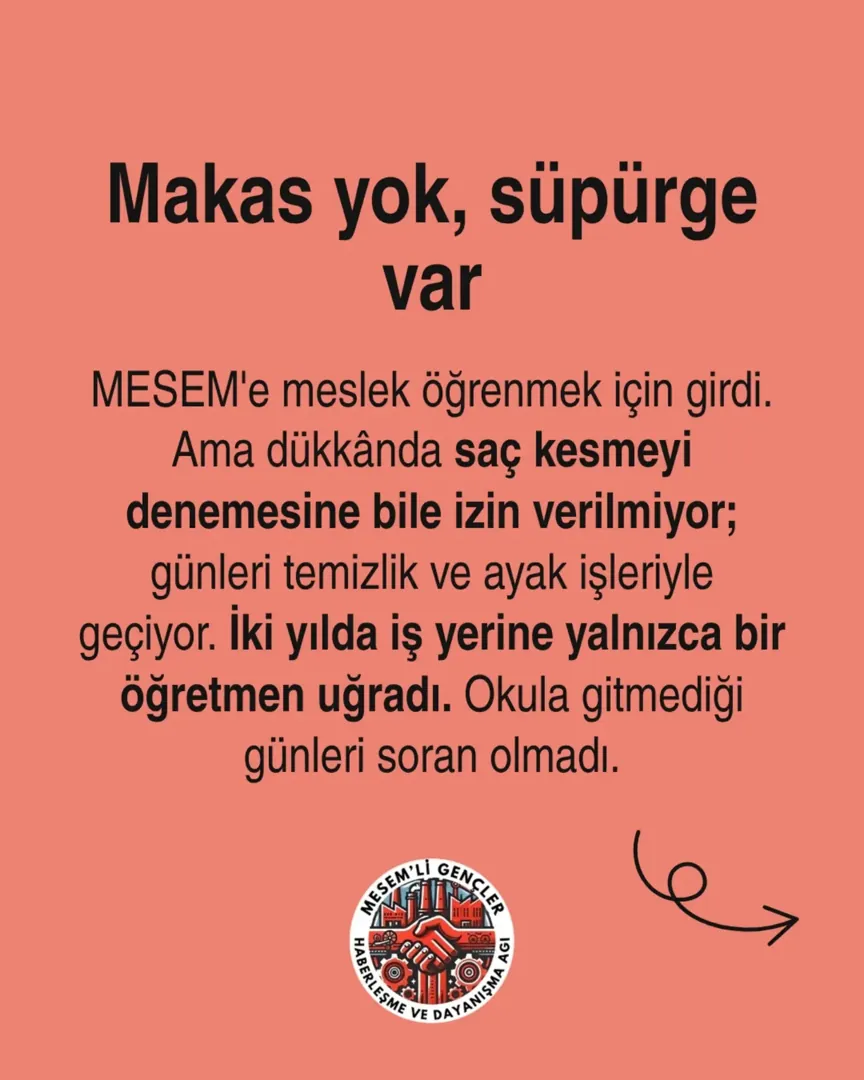 Makas yok, süpürge
var
MESEM'e meslek öğrenmek için girdi.
Ama dükkânda saç kesmeyi
denemesine bile izin verilmiyor;
günleri temizlik ve ayak işleriyle
geçiyor. İki yılda iş yerine yalnızca bir
öğretmen uğradı. Okula gitmediği
günleri soran olmadı.
MESEM'Lİ GENÇLER
HABERLEŞME VE DAYANIŞMA AĞI